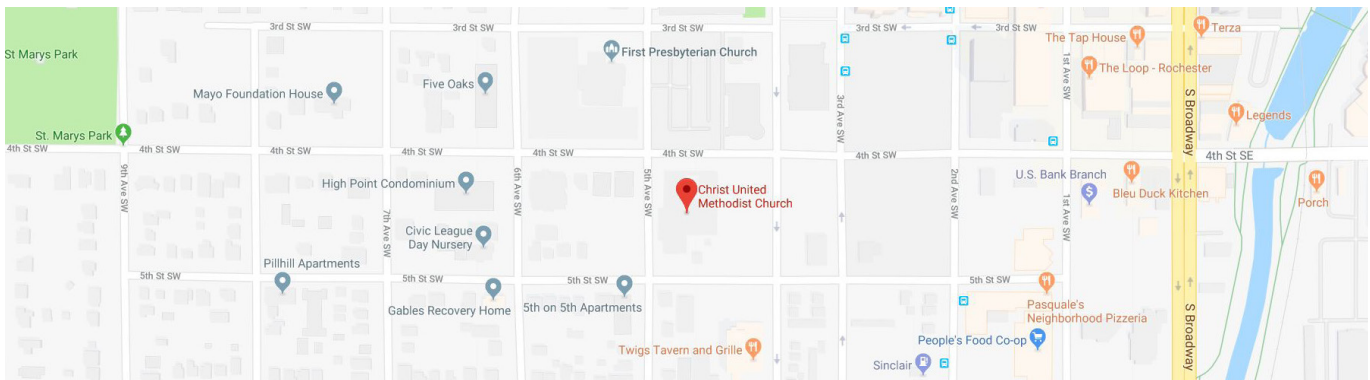 3rd St SW
3rd St SW
3rd St SW
3rd St SW
3rd St SW
Terza
The Tap House
St Marys Park
First Presbyterian Church
1st Ave SW
The Loop - Rochester
Mayo Foundation House
Five Oaks
S Broadway
3rd Ave SW
Legends
St. Marys Park
4th St SW
4th St SW
4th St SW
4th St SW
4th St SW
4th St SW
4th St SE
9th Ave SW
High Point Condominium
6th Ave SW
5th Ave SW
Christ United
Methodist Church
2nd Ave SW
U.S. Bank Branch
Bleu Duck Kitchen
Porch
7th Ave SW
Civic League
Day Nursery
1st Ave SW
Pillhill Apartments
5th St SW
5th St SW
5th St SW
5th St SW
Gables Recovery Home
5th on 5th Apartments
Pasquale's
Neighborhood Pizzeria
S Broadway
Twigs Tavern and Grille
People's Food Co-op
Sinclair